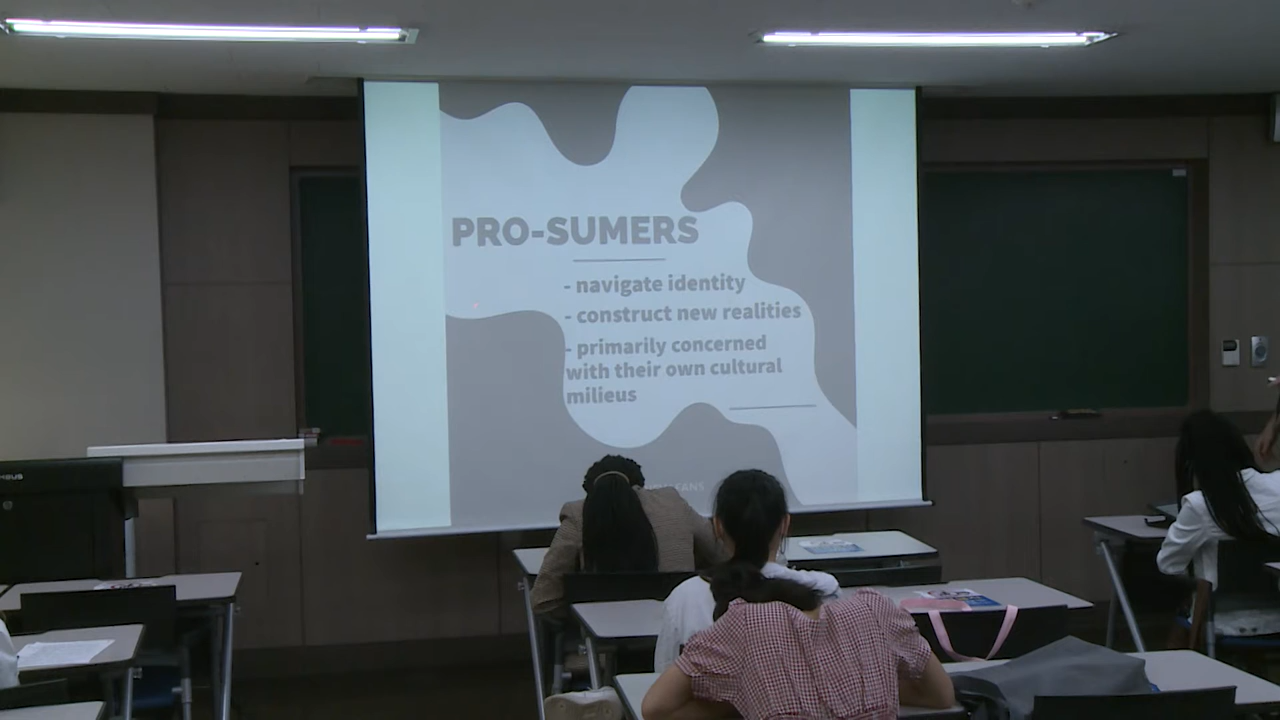 PRO-SUMERS
- navigate identity
- construct new realities
- primarily concerned
with their own cultural
milieus